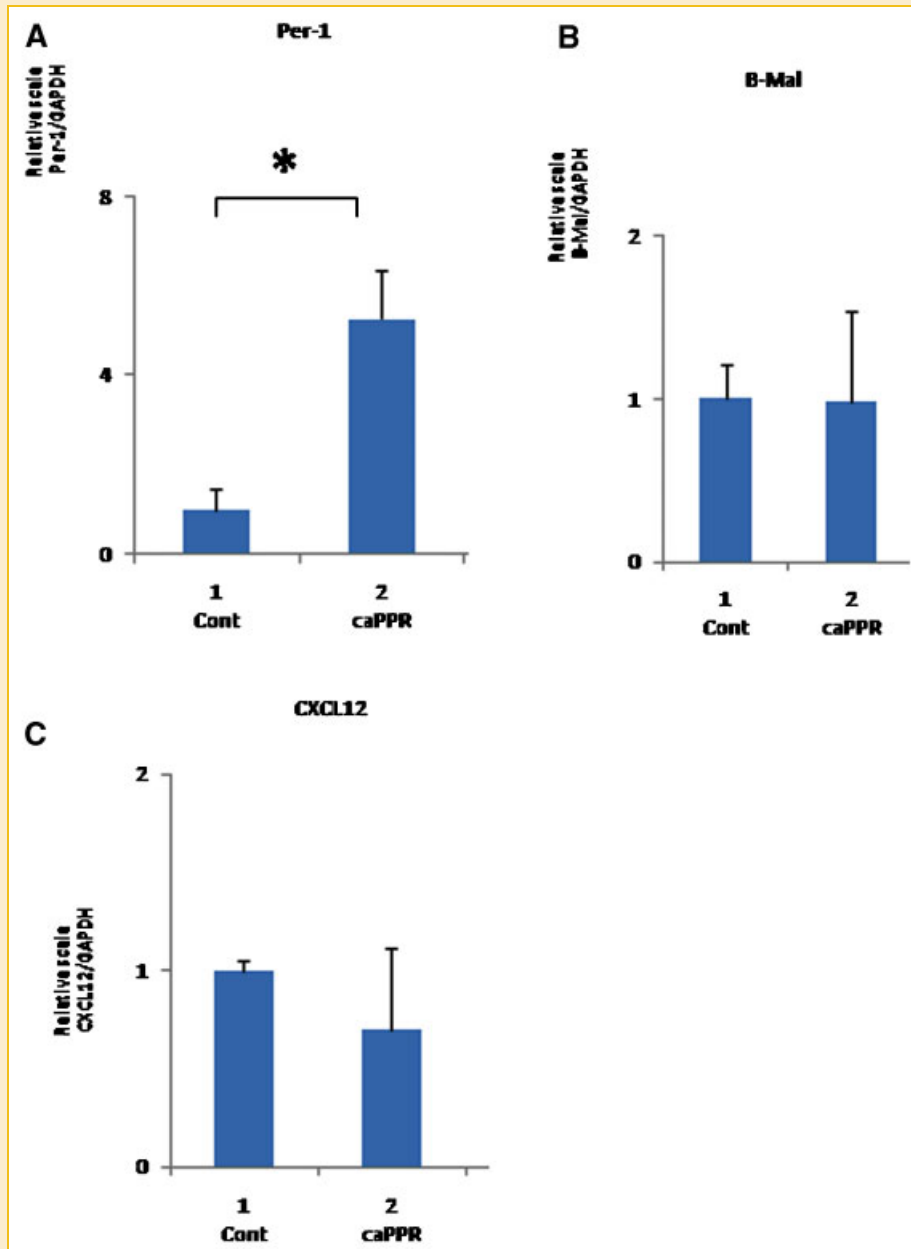 A
Per-1
Relative scale
Per-1/GAPDH
*
8
4
0
1
2
Cont
caPPR
B
B-Mal
Relative scale
B-Mal/GAPDH
2
1
0
1
2
Cont
caPPR
C
CXCL12
Relative scale
CXCL12/GAPDH
2
1
0
1
2
Cont
caPPR